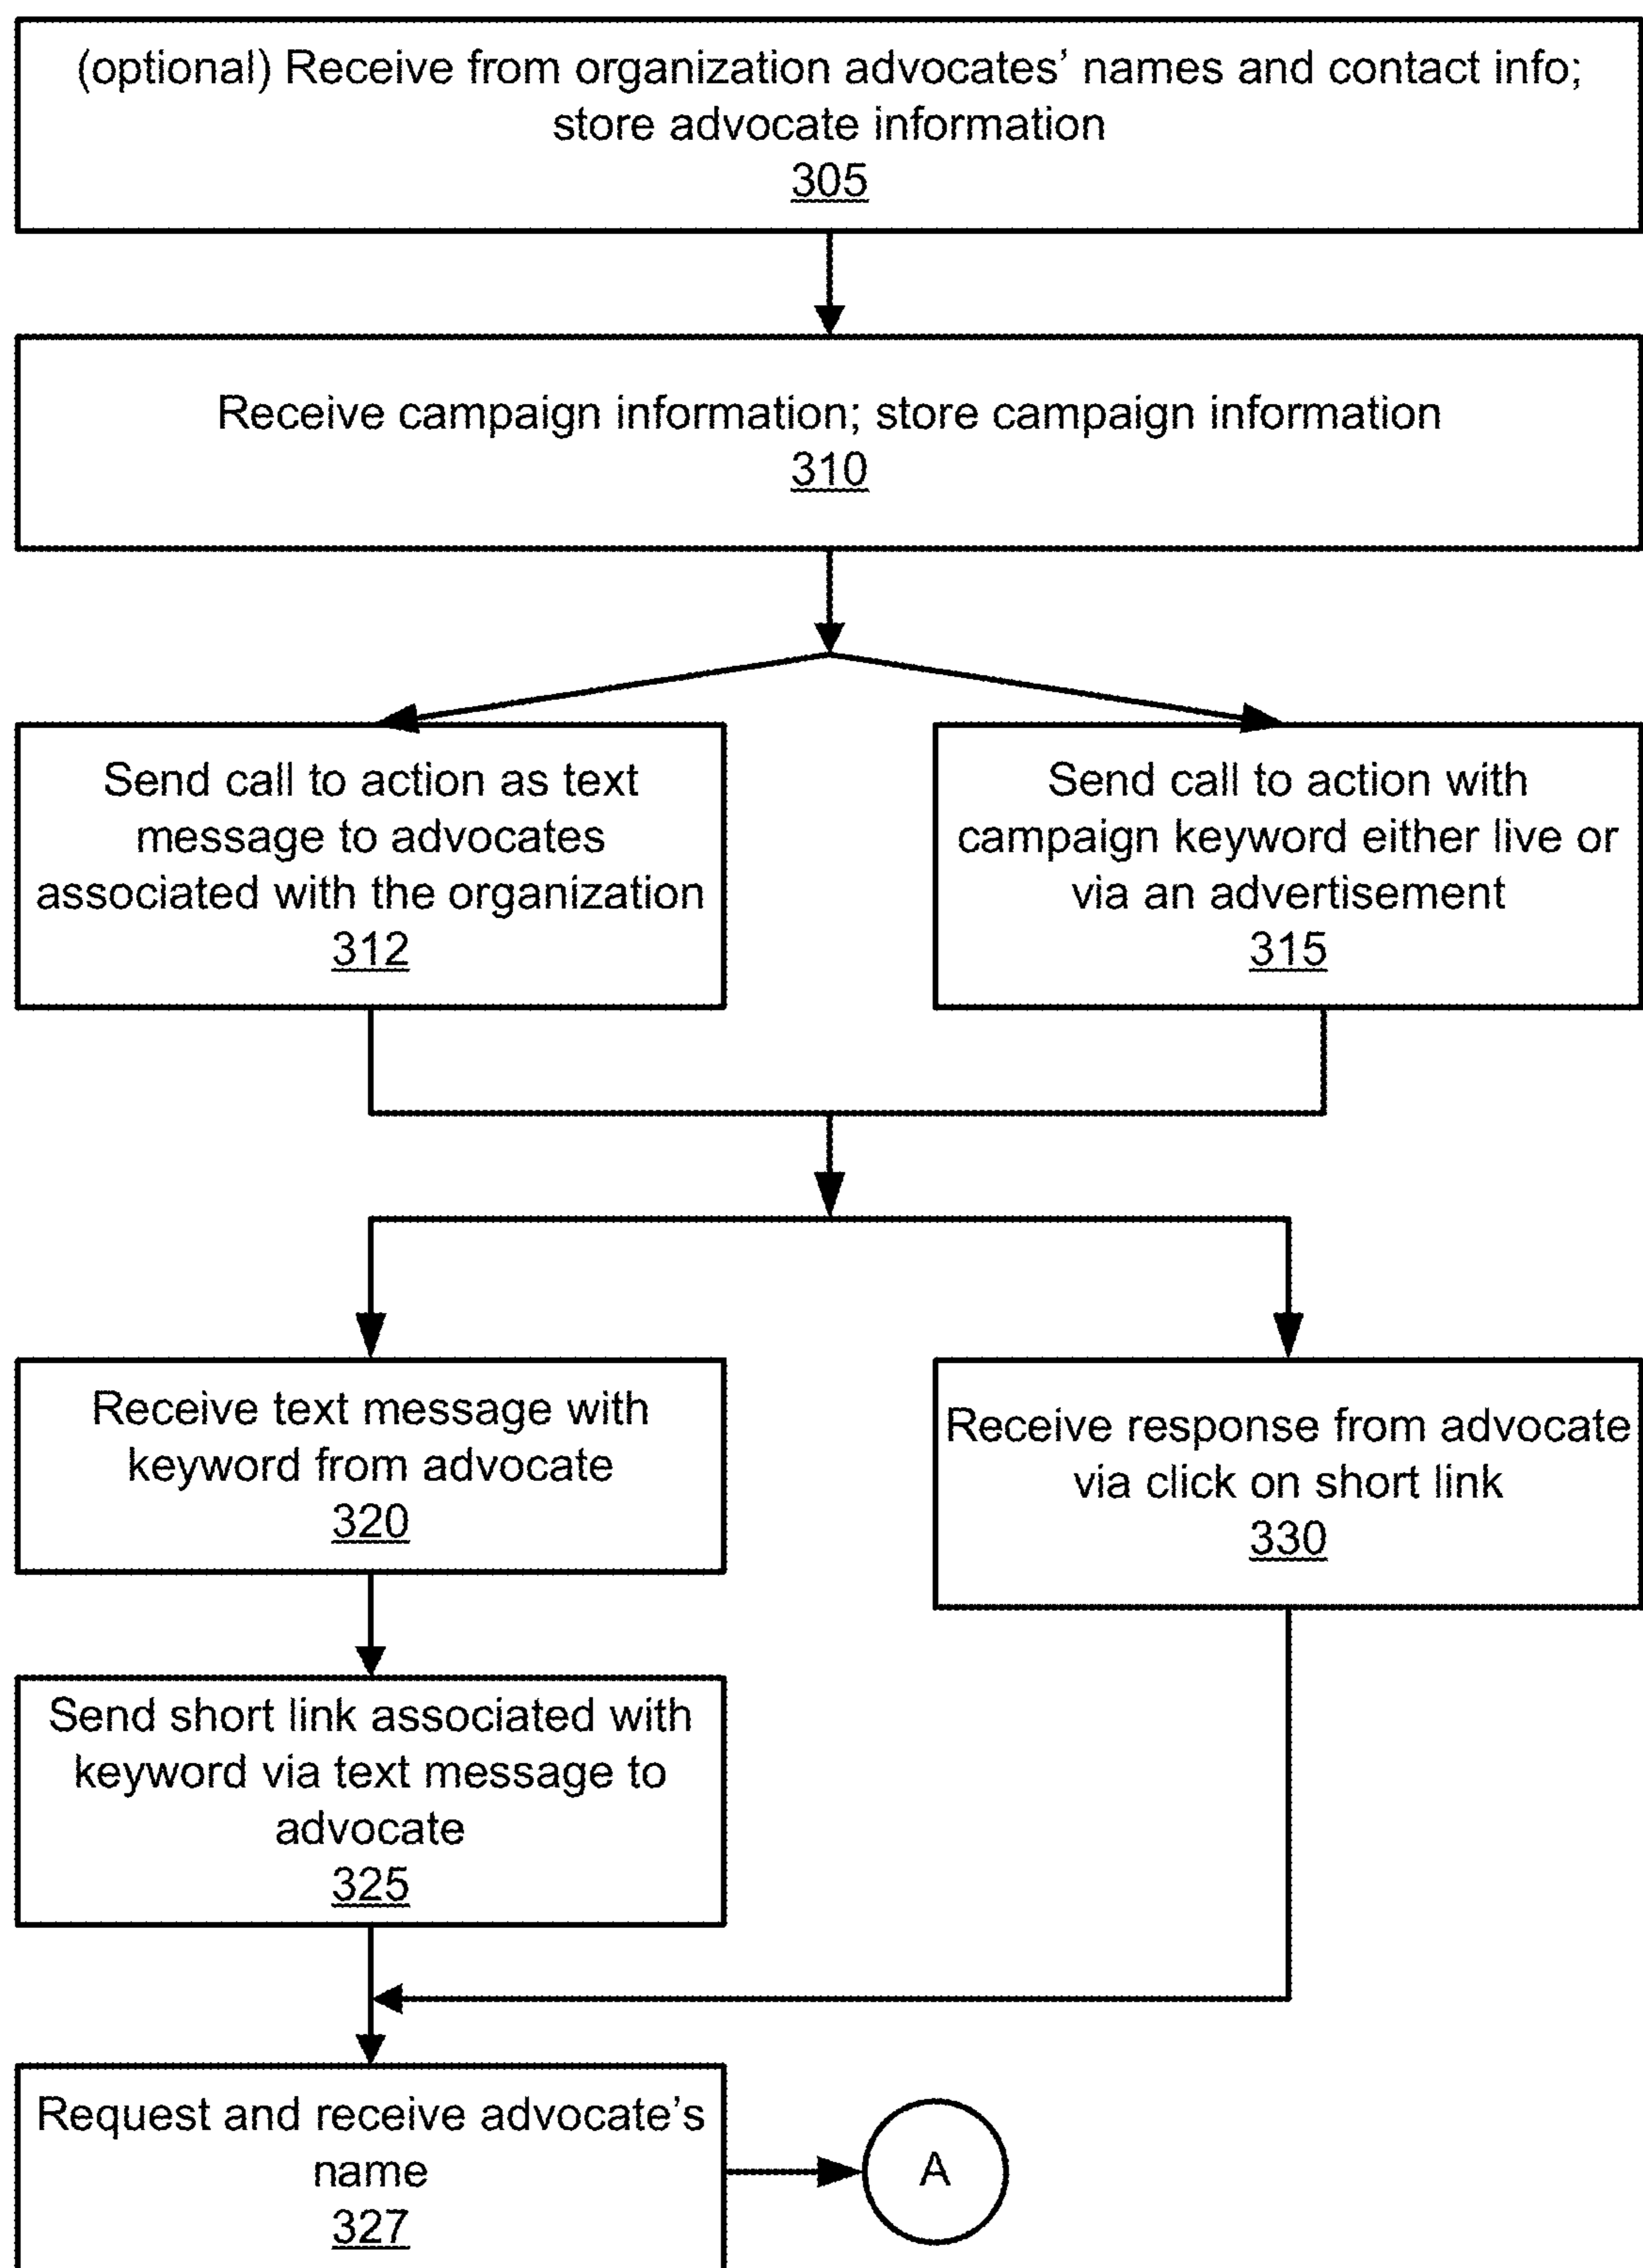 (optional) Receive from organization advocates’ names and contact info;
store advocate information
305
Receive campaign information; store campaign information
310
Send call to action as text
message to advocates
associated with the organization
312
Send call to action with
campaign keyword either live or
via an advertisement
315
Receive text message with
keyword from advocate
320
Receive response from advocate
via click on short link
330
Send short link associated with
keyword via text message to
advocate
325
Request and receive advocate’s
name
327
A